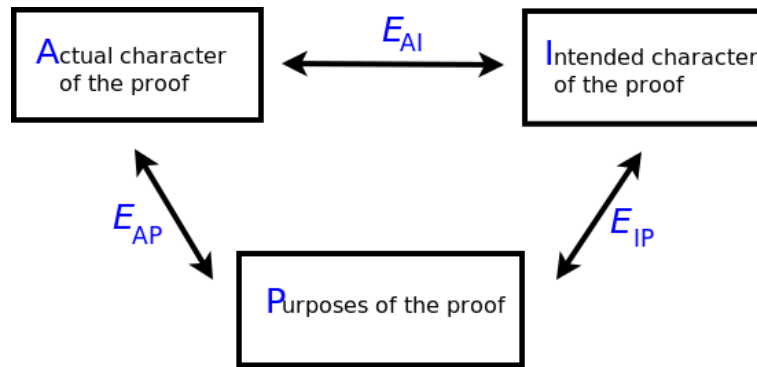 Actual character
of the proof
E_AI
Intended character
of the proof
E_AP
E_IP
Purposes of the proof